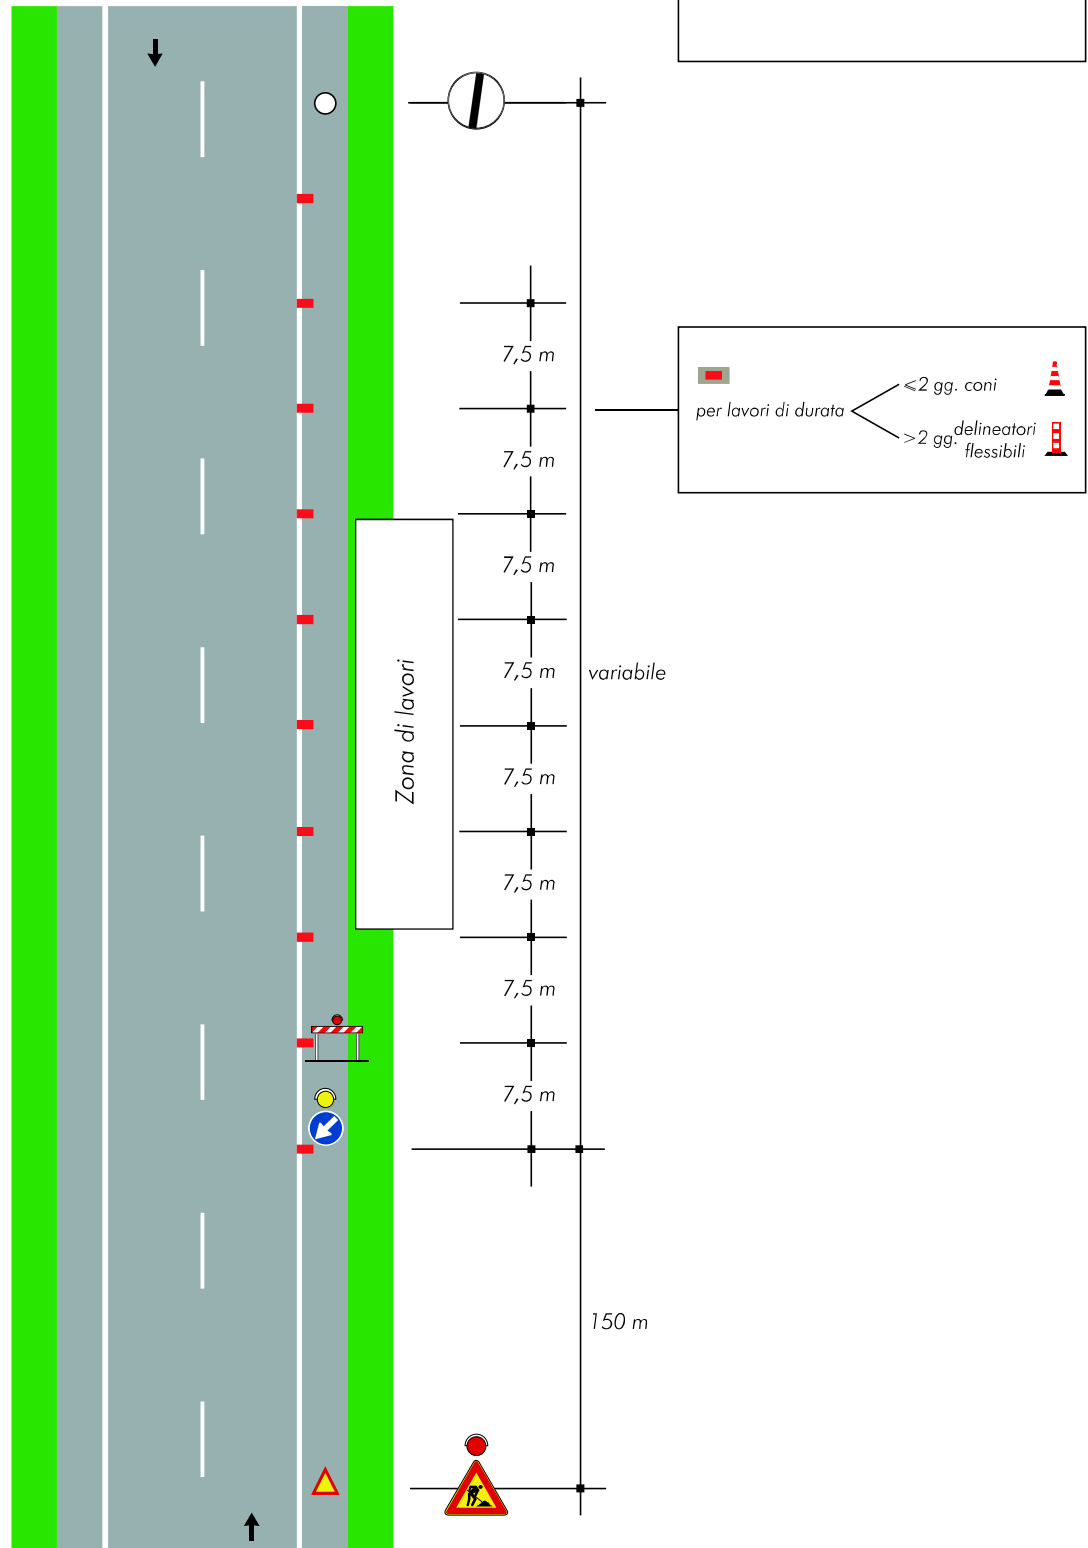 7,5 m
per lavori di durata
⩽2 gg. coni
>2 gg. delineatori
flessibili
7,5 m
7,5 m
7,5 m
variabile
Zona di lavori
7,5 m
7,5 m
7,5 m
7,5 m
150 m